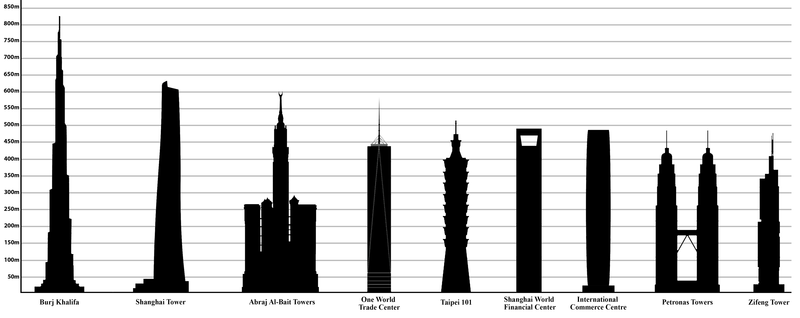 850m
800m
750m
700m
650m
600m
550m
500m
450m
400m
350m
300m
250m
200m
150m
100m
50m
Burj Khalifa
Shanghai Tower
Abraj Al-Bait Towers
One World
Trade Center
Taipei 101
Shanghai World
Financial Center
International
Commerce Centre
Petronas Towers
Zifeng Tower